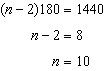 (n − 2)180 = 1440
n − 2 = 8
n = 10